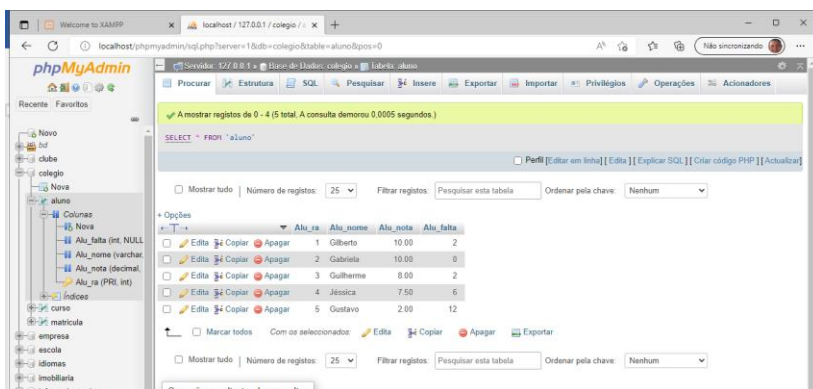 Welcome to XAMPP
localhost / 127.0.0.1 / colegio / a
localhost/phpmyadmin/sql.php?server=1&db=colegio&table=aluno&pos=0
Não sincronizando
phpMyAdmin
Recente Favoritos
Novo
bd
clube
colegio
Nova
aluno
Colunas
Nova
Alu_falta (int, NULL
Alu_nome (varchar,
Alu_nota (decimal,
Alu_ra (PRI, int)
Índices
curso
matricula
empresa
escola
idiomas
imobiliaria
Servidor: 127.0.0.1 » Base de Dados: colegio » Tabela: aluno
Procurar Estrutura SQL Pesquisar Insere Exportar Importar Privilégios Operações Acionadores
A mostrar registos de 0 - 4 (5 total, A consulta demorou 0,0005 segundos.)
SELECT * FROM `aluno`
Perfil [Editar em linha] [ Edita ] [ Explicar SQL ] [ Criar código PHP ] [ Actualizar]
Mostrar tudo | Número de registos: 25 Filtrar registos: Pesquisar esta tabela Ordenar pela chave: Nenhum
+ Opções
Alu_ra Alu_nome Alu_nota Alu_falta
Edita Copiar Apagar 1 Gilberto 10.00 2
Edita Copiar Apagar 2 Gabriela 10.00 0
Edita Copiar Apagar 3 Guilherme 8.00 2
Edita Copiar Apagar 4 Jéssica 7.50 6
Edita Copiar Apagar 5 Gustavo 2.00 12
Marcar todos Com os seleccionados: Edita Copiar Apagar Exportar
Mostrar tudo | Número de registos: 25 Filtrar registos: Pesquisar esta tabela Ordenar pela chave: Nenhum